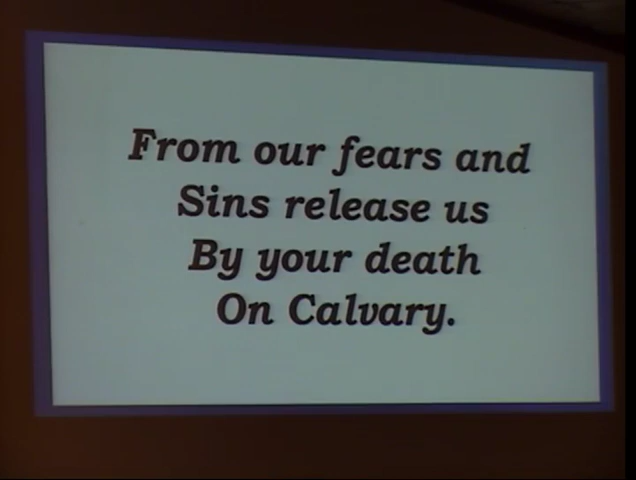 From our fears and
Sins release us
By your death
On Calvary.